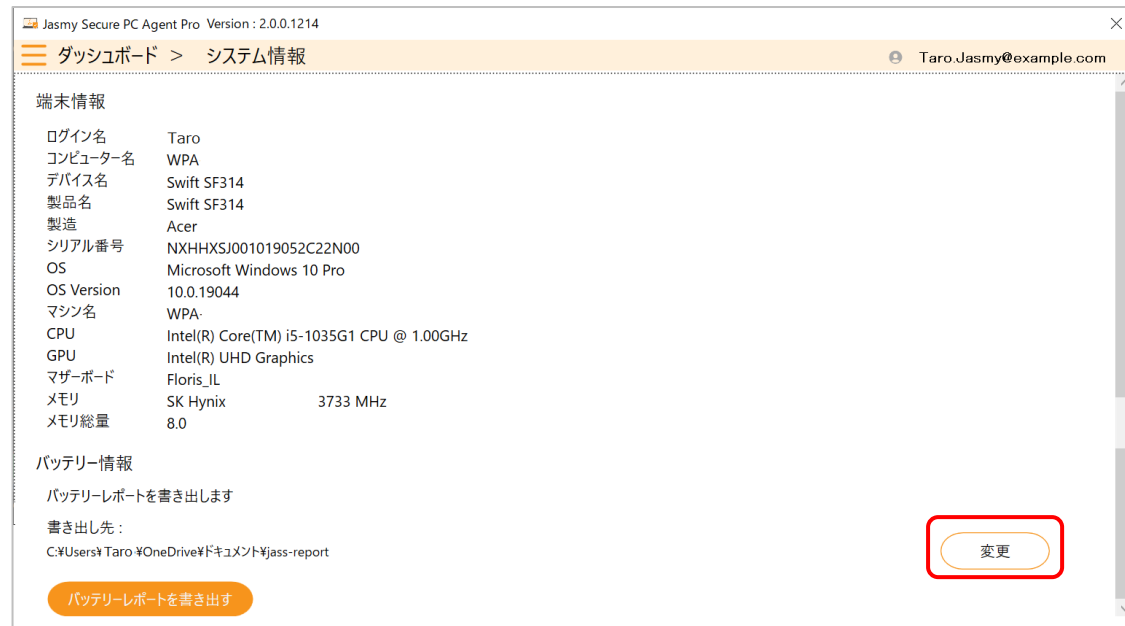 Jasmy Secure PC Agent Pro Version : 2.0.0.1214
ダッシュボード > システム情報
Taro.Jasmy@example.com
端末情報
ログイン名 Taro
コンピューター名 WPA
デバイス名 Swift SF314
製品名 Swift SF314
製造 Acer
シリアル番号 NXHHXSJ001019052C22N00
OS Microsoft Windows 10 Pro
OS Version 10.0.19044
マシン名 WPA-
CPU Intel(R) Core(TM) i5-1035G1 CPU @ 1.00GHz
GPU Intel(R) UHD Graphics
マザーボード Floris_IL
メモリ SK Hynix 3733 MHz
メモリ総量 8.0
バッテリー情報
バッテリーレポートを書き出します
書き出し先 :
C:¥Users¥Taro¥OneDrive¥ドキュメント¥jass-report
変更
バッテリーレポートを書き出す